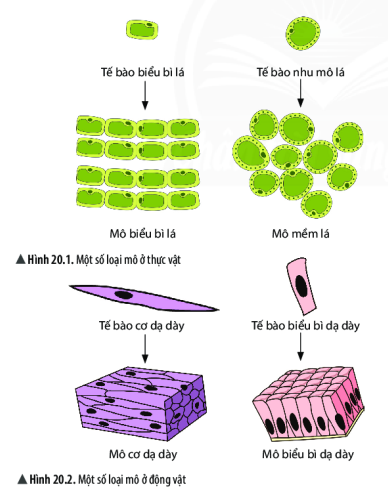 Tế bào biểu bì lá
Tế bào nhu mô lá
Mô biểu bì lá
Mô mềm lá
▲ Hình 20.1. Một số loại mô ở thực vật
Tế bào cơ dạ dày
Tế bào biểu bì dạ dày
Mô cơ dạ dày
Mô biểu bì dạ dày
▲ Hình 20.2. Một số loại mô ở động vật